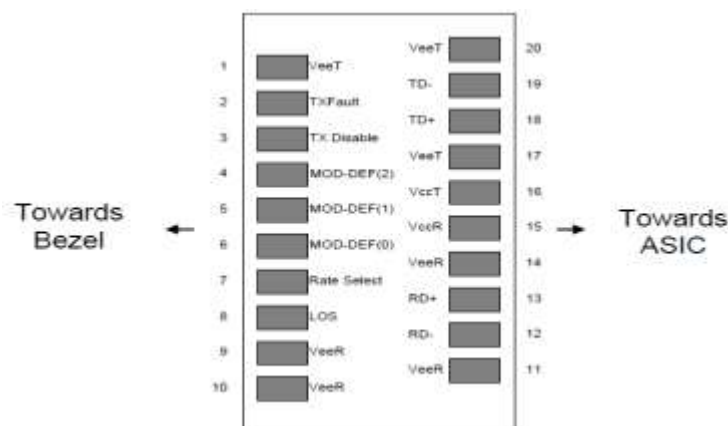 VeeT 20
1 VeeT
TD- 19
2 TXFault
TD+ 18
3 TX Disable
VeeT 17
4 MOD-DEF(2)
VccT 16
5 MOD-DEF(1)
Towards Bezel
VccR 15
Towards ASIC
6 MOD-DEF(0)
VeeR 14
7 Rate Select
RD+ 13
8 LOS
RD- 12
9 VeeR
VeeR 11
10 VeeR